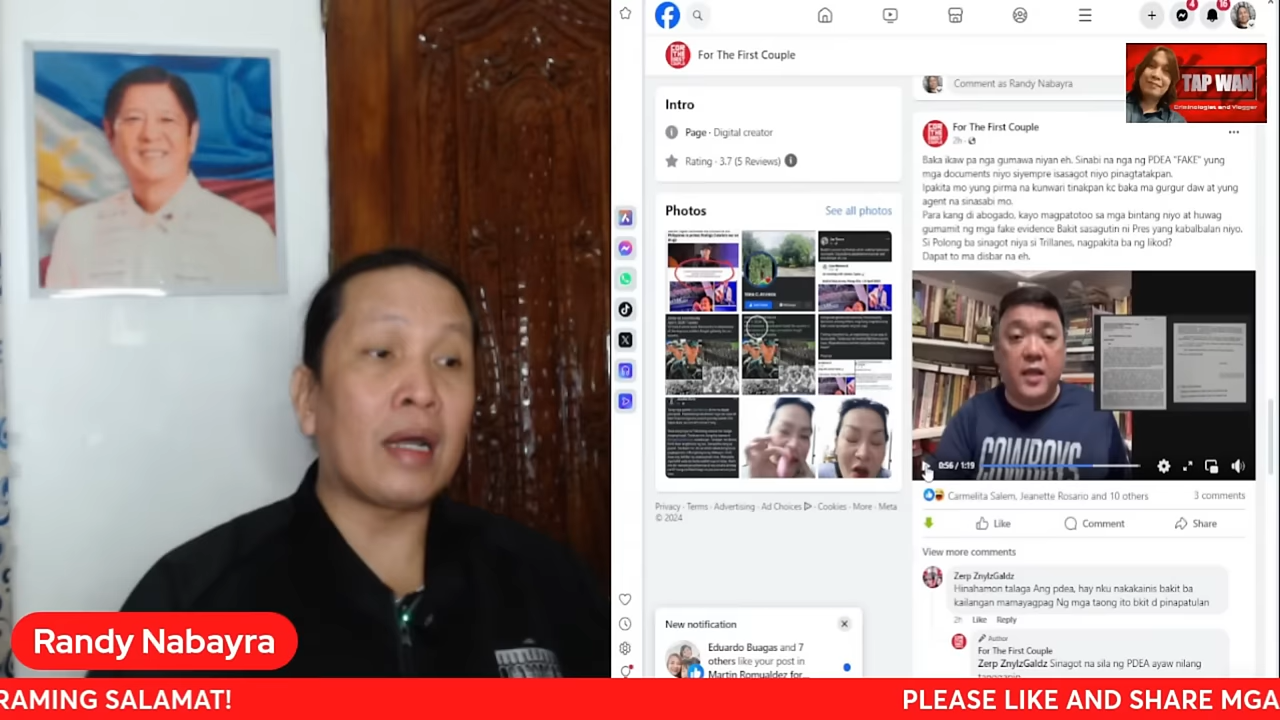 For The First Couple
4
16
TAP WAN
Criminologist and Vlogger
Intro
Page · Digital creator
Rating · 3.7 (5 Reviews)
Photos
See all photos
Privacy · Terms · Advertising · Ad Choices · Cookies · More · Meta
© 2024
New notification
Eduardo Buagas and 7
others like your post in
Martin Romualdez for...
Comment as Randy Nabayra
For The First Couple
2h
Baka ikaw pa nga gumawa niyan eh. Sinabi na nga ng PDEA "FAKE" yung
mga documents niyo siyempre isasagot niyo pinagtatakpan.
Ipakita mo yung pirma na kunwari tinakpan kc baka ma gurgur daw at yung
agent na sinasabi mo.
Para kang di abogado, kayo magpatotoo sa mga bintang niyo at huwag
gumamit ng mga fake evidence Bakit sasagutin ni Pres yang kabalbalan niyo.
Si Polong ba sinagot niya si Trillanes, nagpakita ba ng likod?
Dapat to ma disbar na eh.
COWBOYS
0:56 / 1:19
Carmelita Salem, Jeanette Rosario and 10 others
3 comments
Like
Comment
Share
View more comments
Zerp ZnylzGaldz
Hinahamon talaga Ang pdea, hay nku nakakainis bakit ba
kailangan mamayagpag Ng mga taong ito bkit d pinapatulan
2h Like Reply
Author
For The First Couple
Zerp ZnylzGaldz Sinagot na sila ng PDEA ayaw nilang
Randy Nabayra
RAMING SALAMAT!
PLEASE LIKE AND SHARE MGA